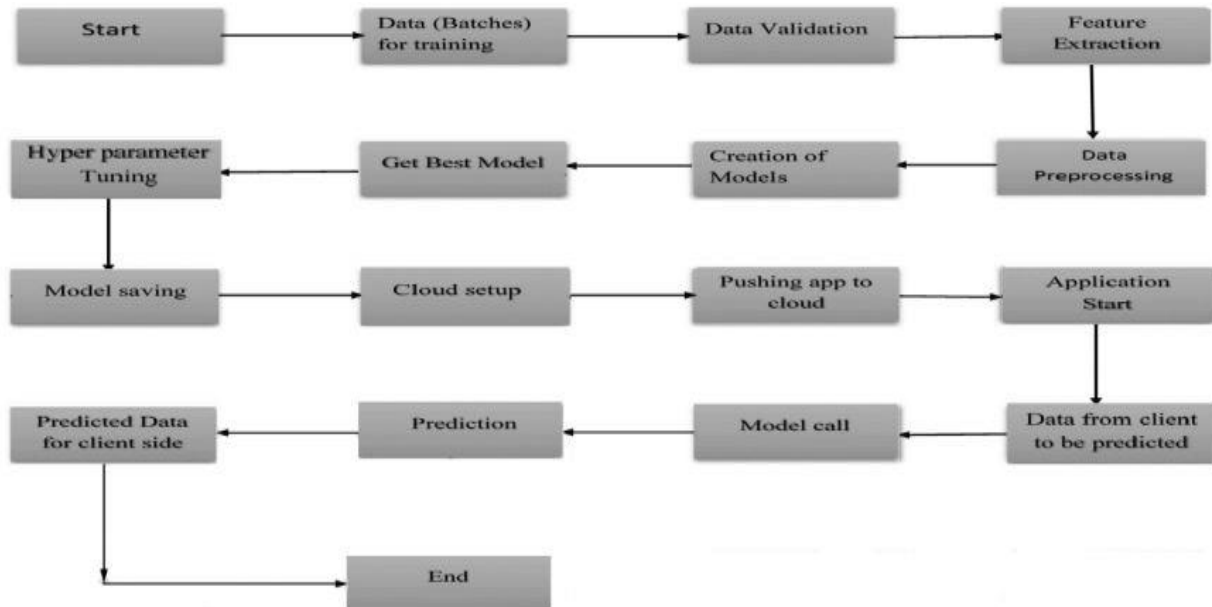 Start
Data (Batches)
for training
Data Validation
Feature
Extraction
Hyper parameter
Tuning
Get Best Model
Creation of
Models
Data
Preprocessing
Model saving
Cloud setup
Pushing app to
cloud
Application
Start
Predicted Data
for client side
Prediction
Model call
Data from client
to be predicted
End